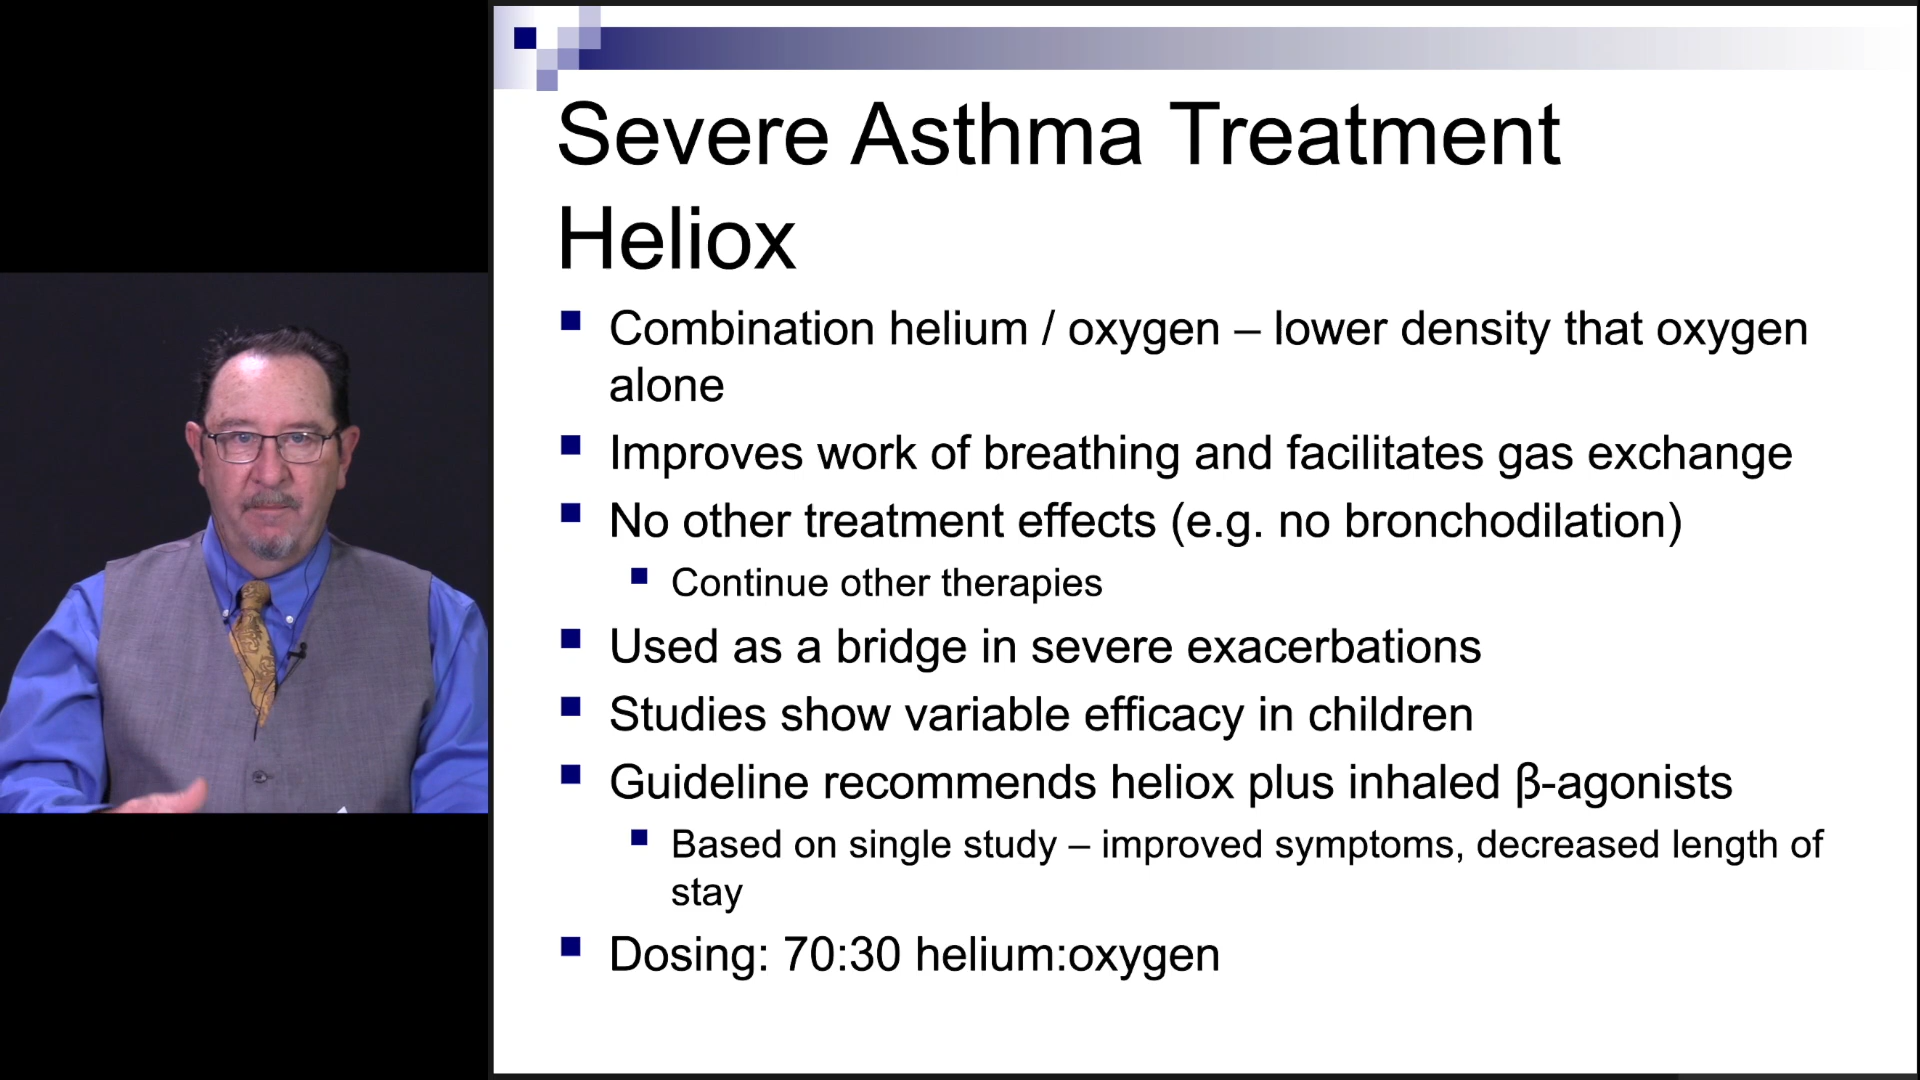 Severe Asthma Treatment
Heliox
Combination helium / oxygen – lower density that oxygen
alone
Improves work of breathing and facilitates gas exchange
No other treatment effects (e.g. no bronchodilation)
Continue other therapies
Used as a bridge in severe exacerbations
Studies show variable efficacy in children
Guideline recommends heliox plus inhaled β-agonists
Based on single study – improved symptoms, decreased length of
stay
Dosing: 70:30 helium:oxygen